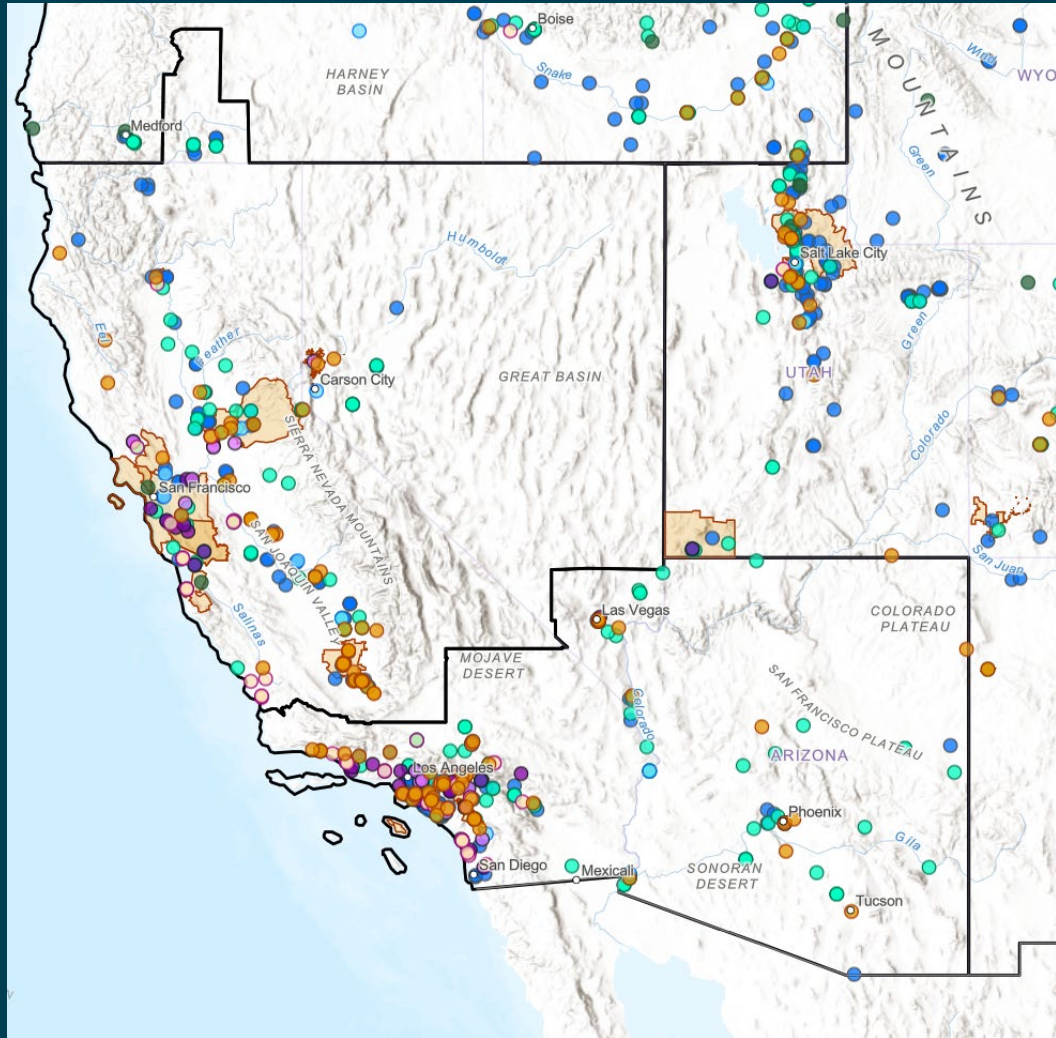 Boise
MOUNTAINS
Wind
HARNEY
BASIN
Snake
WYO
Medford
Green
Humboldt
Salt Lake City
Eel
Feather
Green
Carson City
GREAT BASIN
UTAH
Colorado
SIERRA NEVADA MOUNTAINS
San Francisco
SAN JOAQUIN VALLEY
San Juan
Salinas
Las Vegas
COLORADO
PLATEAU
MOJAVE
DESERT
SAN FRANCISCO PLATEAU
Colorado
ARIZONA
Los Angeles
Phoenix
Gila
San Diego
Mexicali
SONORAN
DESERT
Tucson